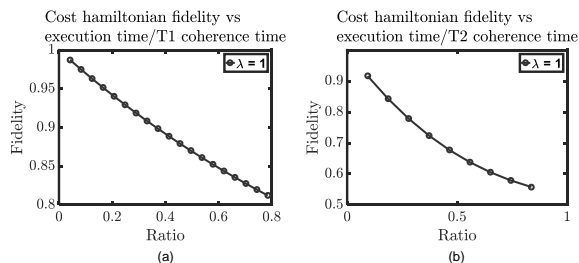 Cost hamiltonian fidelity vs
execution time/T1 coherence time
1
0.95
0.9
0.85
0.8
Fidelity
λ = 1
0
0.2
0.4
0.6
0.8
Ratio
(a)
Cost hamiltonian fidelity vs
execution time/T2 coherence time
0.9
0.8
0.7
0.6
0.5
Fidelity
λ = 1
0
0.5
1
Ratio
(b)